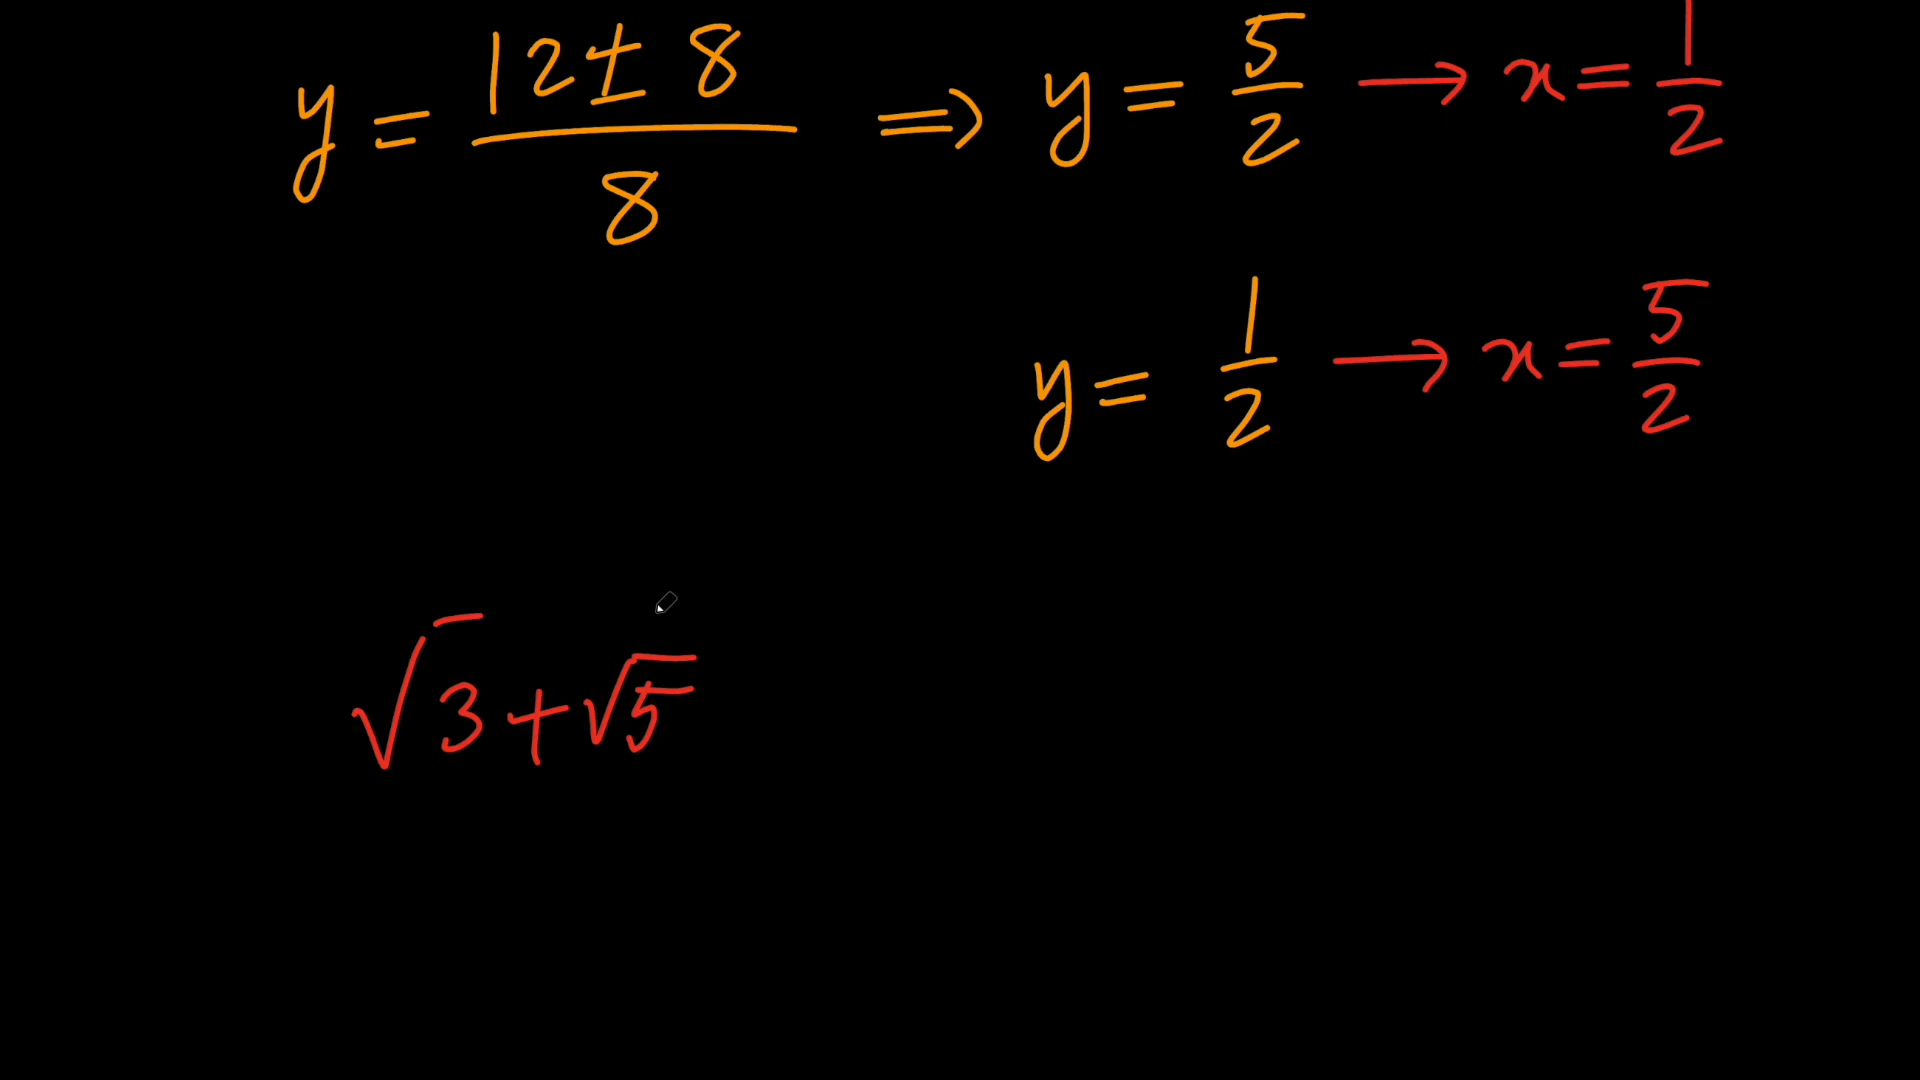 y = (12 ± 8)/8 ⇒ y = 5/2 → x = 1/2
y = 1/2 → x = 5/2
√3 + √5